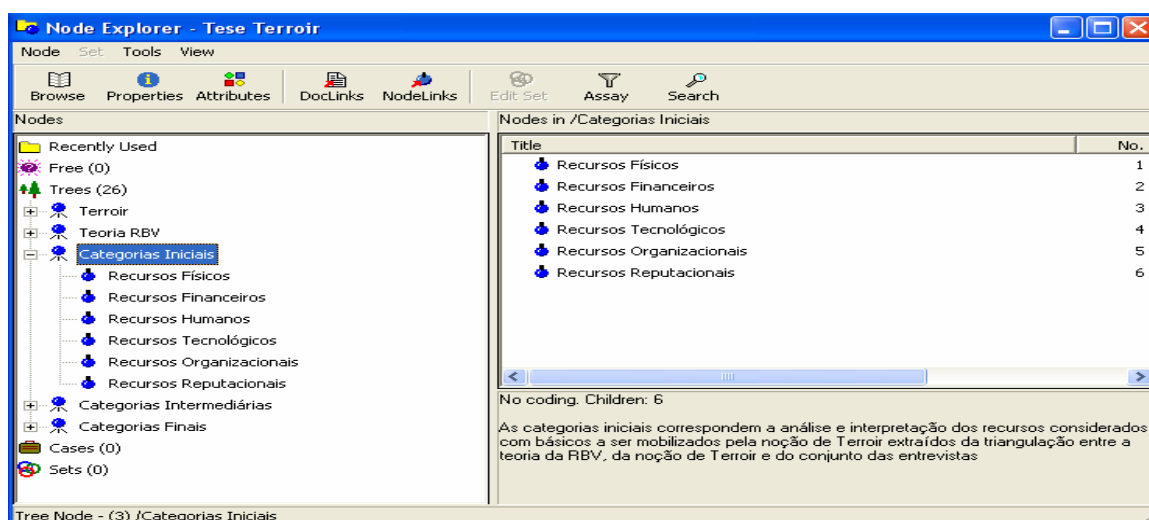 Node Explorer - Tese Terroir
Node Set Tools View
Browse Properties Attributes DocLinks NodeLinks Edit Set Assay Search
Nodes
Recently Used
Free (0)
Trees (26)
Terroir
Teoria RBV
Categorias Iniciais
Recursos Físicos
Recursos Financeiros
Recursos Humanos
Recursos Tecnológicos
Recursos Organizacionais
Recursos Reputacionais
Categorias Intermediárias
Categorias Finais
Cases (0)
Sets (0)
Nodes in /Categorias Iniciais
Title No.
Recursos Físicos 1
Recursos Financeiros 2
Recursos Humanos 3
Recursos Tecnológicos 4
Recursos Organizacionais 5
Recursos Reputacionais 6
No coding. Children: 6
As categorias iniciais correspondem a análise e interpretação dos recursos considerados
com básicos a ser mobilizados pela noção de Terroir extraídos da triangulação entre a
teoria da RBV, da noção de Terroir e do conjunto das entrevistas
Tree Node - (3) /Categorias Iniciais